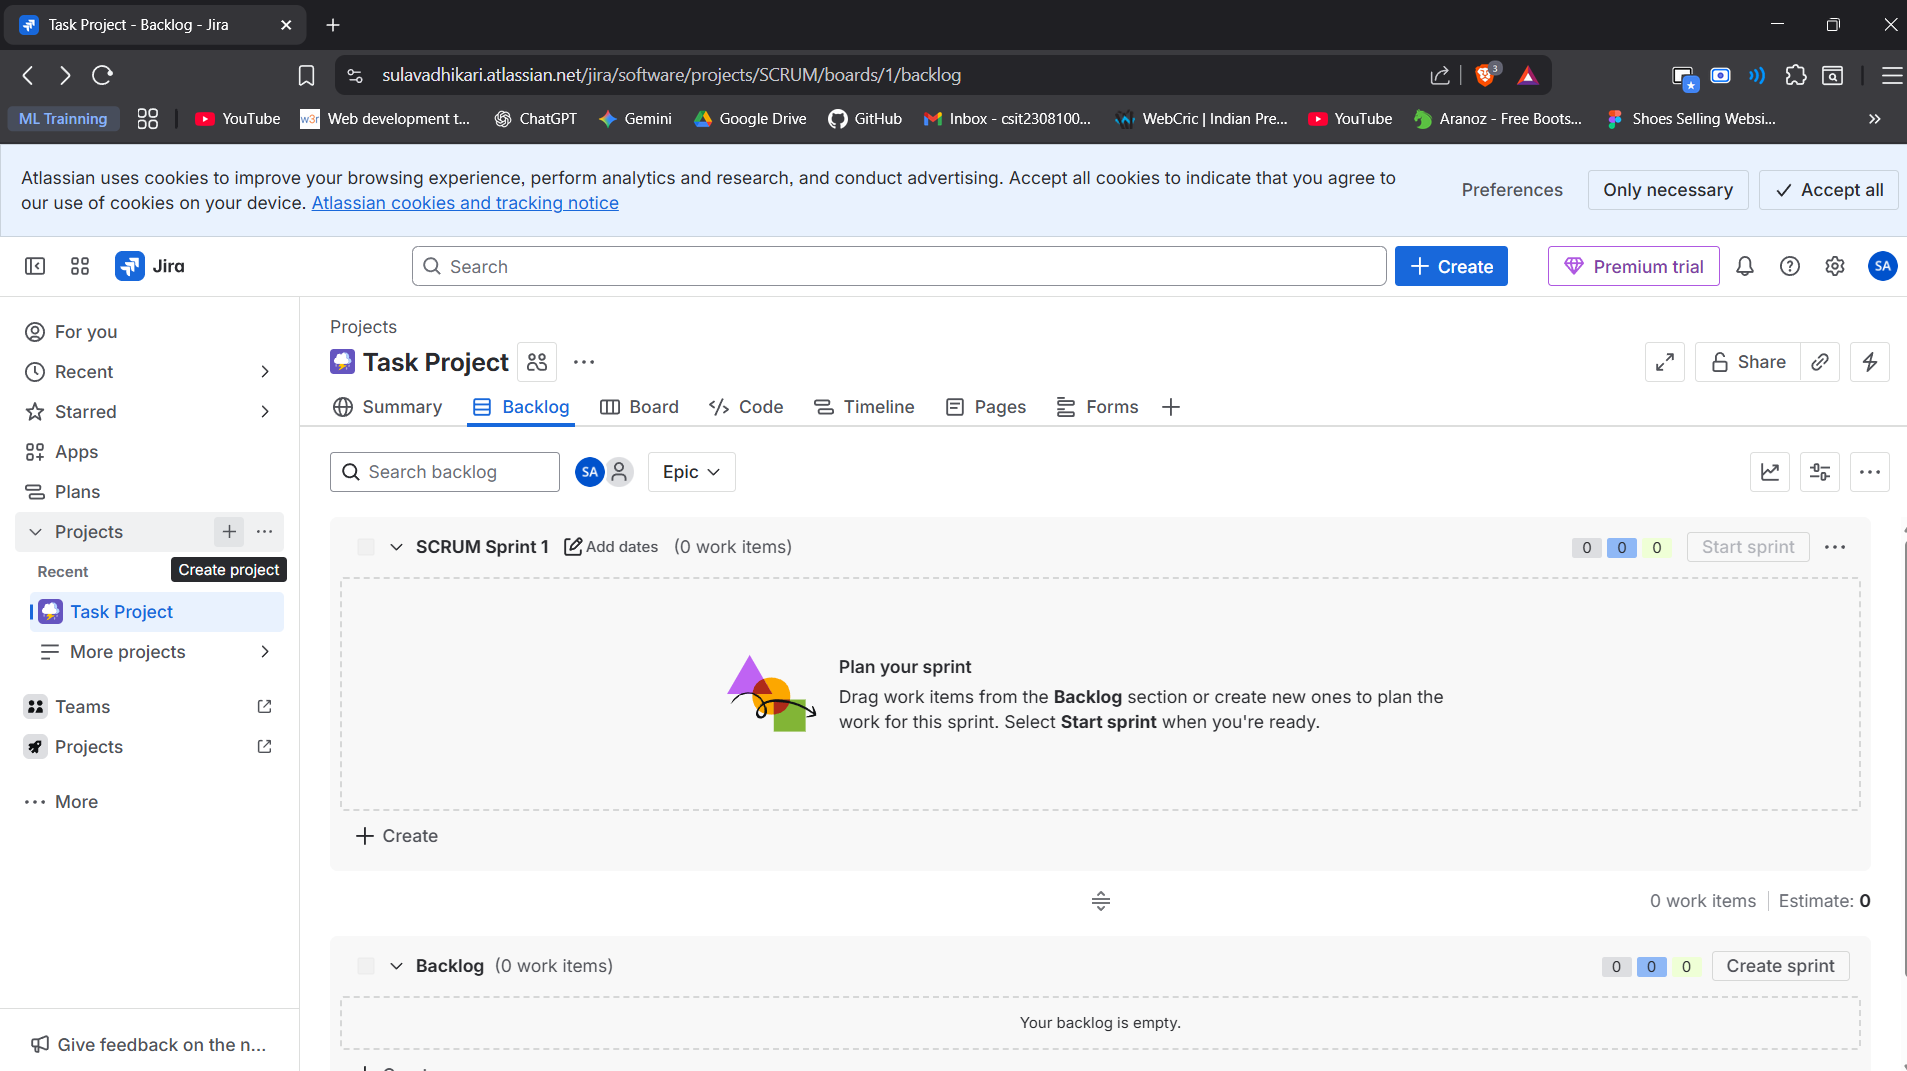 Task Project - Backlog - Jira
sulavadhikari.atlassian.net/jira/software/projects/SCRUM/boards/1/backlog
3
ML Trainning
YouTube
w3r
Web development t...
ChatGPT
Gemini
Google Drive
GitHub
Inbox - csit2308100...
WebCric | Indian Pre...
YouTube
Aranoz - Free Boots...
Shoes Selling Websi...
Atlassian uses cookies to improve your browsing experience, perform analytics and research, and conduct advertising. Accept all cookies to indicate that you agree to
our use of cookies on your device. Atlassian cookies and tracking notice
Preferences
Only necessary
Accept all
Jira
Search
Create
Premium trial
SA
For you
Recent
Starred
Apps
Plans
Projects
Recent
Create project
Task Project
More projects
Teams
Projects
More
Give feedback on the n...
Projects
Task Project
Share
Summary
Backlog
Board
Code
Timeline
Pages
Forms
Search backlog
SA
Epic
SCRUM Sprint 1
Add dates
(0 work items)
0 0 0
Start sprint
Plan your sprint
Drag work items from the Backlog section or create new ones to plan the
work for this sprint. Select Start sprint when you're ready.
Create
0 work items
Estimate: 0
Backlog (0 work items)
0 0 0
Create sprint
Your backlog is empty.